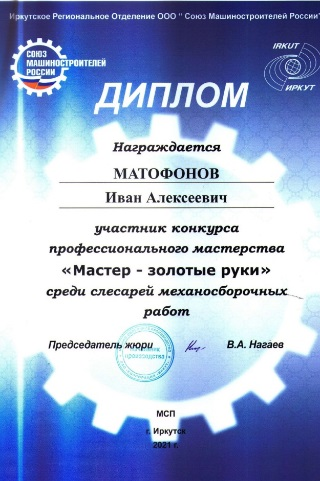 Иркутское Региональное Отделение ООО " Союз Машиностроителей России"
СОЮЗ
МАШИНОСТРОИТЕЛЕЙ
РОССИИ
IRKUT
ИРКУТ
ДИПЛОМ
Награждается
МАТОФОНОВ
Иван Алексеевич
участник конкурса
профессионального мастерства
«Мастер - золотые руки»
среди слесарей механосборочных
работ
Председатель жюри
В.А. Нагаев
МСП
г. Иркутск
2021 г.